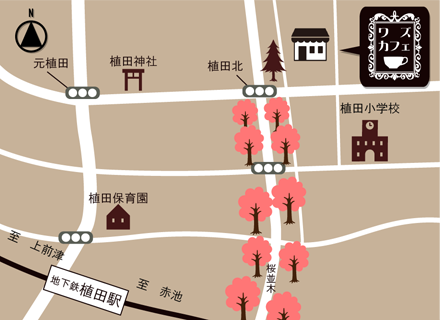 N
ワーズ
カフェ
元植田
植田神社
植田北
植田小学校
植田保育園
至 上前津
地下鉄植田駅
至 赤池
桜並木